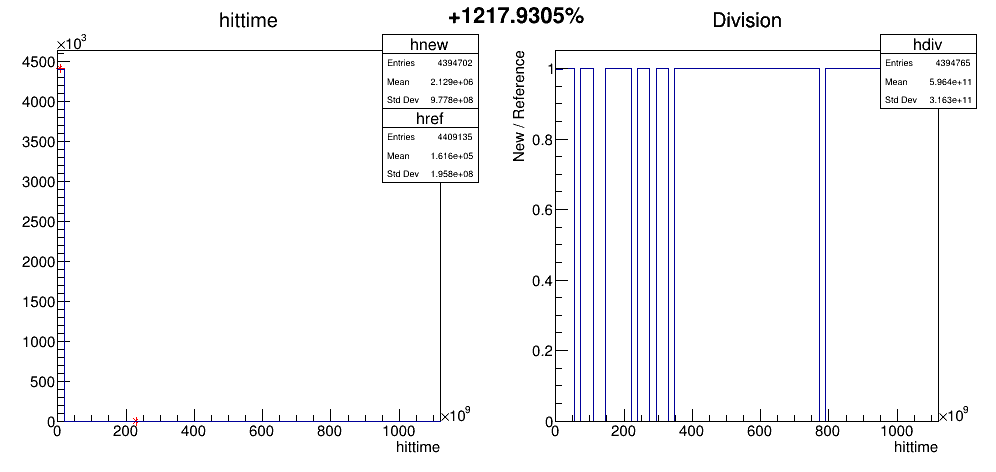 +1217.9305%
hittime
×10³
4500
4000
3500
3000
2500
2000
1500
1000
500
0
0 200 400 600 800 1000
×10⁹
hittime
hnew
Entries 4394702
Mean 2.129e+06
Std Dev 9.778e+08
href
Entries 4409135
Mean 1.616e+05
Std Dev 1.958e+08
Division
New / Reference
1
0.8
0.6
0.4
0.2
0
0 200 400 600 800 1000
×10⁹
hittime
hdiv
Entries 4394765
Mean 5.964e+11
Std Dev 3.163e+11